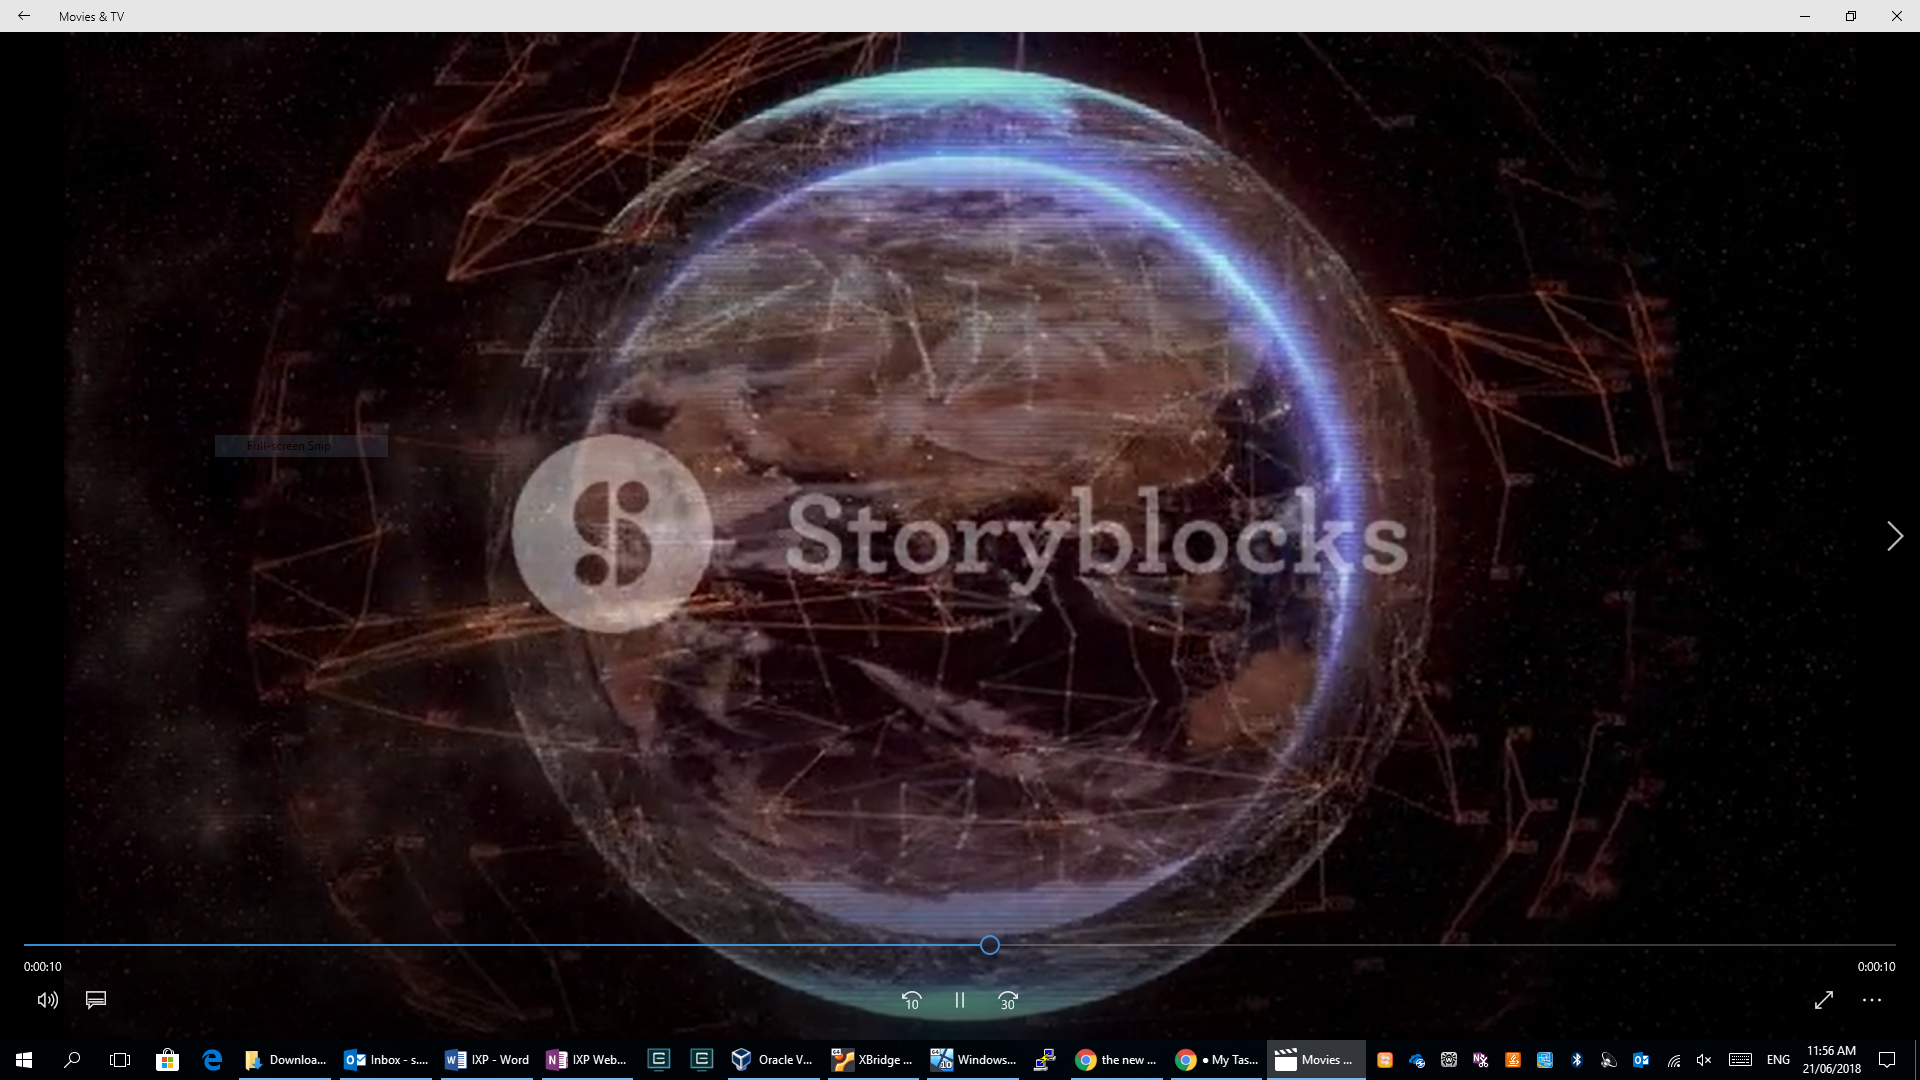 Movies & TV
Full-screen Snip
Storyblocks
0:00:10
0:00:10
10
30
Downloa...
Inbox - s....
IXP - Word
IXP Web...
Oracle V...
XBridge ...
Windows...
the new ...
● My Tas...
Movies ...
ENG
11:56 AM
21/06/2018